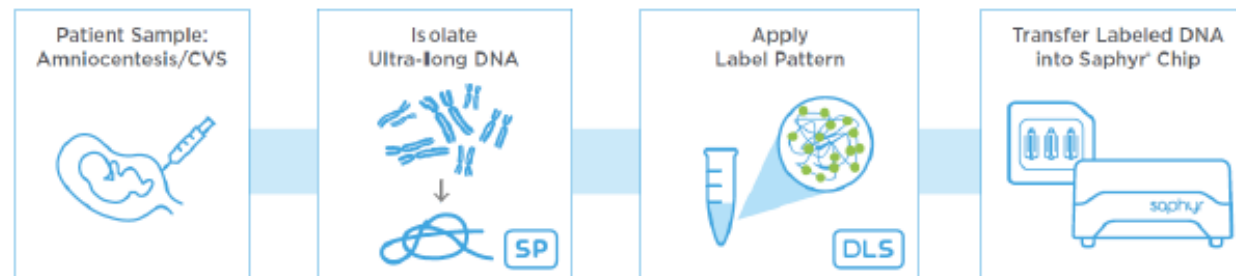 Patient Sample:
Amniocentesis/CVS
Isolate
Ultra-long DNA
SP
Apply
Label Pattern
DLS
Transfer Labeled DNA
into Saphyr® Chip
saphyr